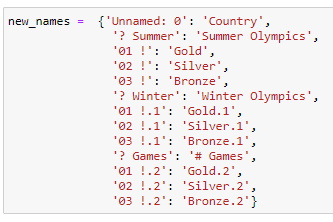 new_names =  {'Unnamed: 0': 'Country',
'? Summer': 'Summer Olympics',
'01 !': 'Gold',
'02 !': 'Silver',
'03 !': 'Bronze',
'? Winter': 'Winter Olympics',
'01 !.1': 'Gold.1',
'02 !.1': 'Silver.1',
'03 !.1': 'Bronze.1',
'? Games': '# Games',
'01 !.2': 'Gold.2',
'02 !.2': 'Silver.2',
'03 !.2': 'Bronze.2'}